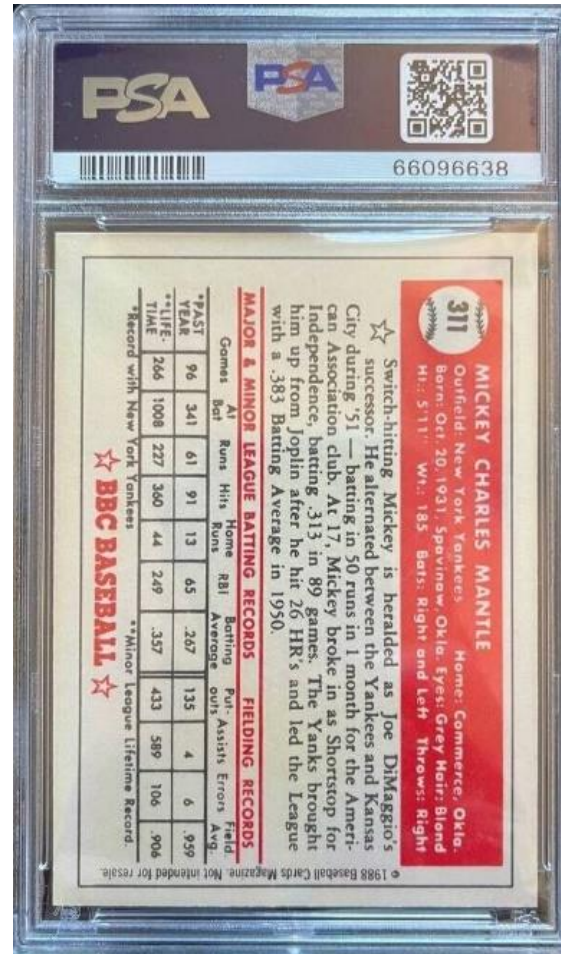 PSA
PSA
66096638
311
MICKEY CHARLES MANTLE
Outfield: New York Yankees Home: Commerce, Okla.
Born: Oct. 20, 1931, Spavinaw, Okla. Eyes: Grey Hair: Blond
Ht.: 5'11" Wt.: 185 Bats: Right and Left Throws: Right
Switch-hitting Mickey is heralded as Joe DiMaggio's
successor. He alternated between the Yankees and Kansas
City during '51 — batting in 50 runs in 1 month for the Ameri-
can Association club. At 17, Mickey broke in as Shortstop for
Independence, batting .313 in 89 games. The Yanks brought
him up from Joplin after he hit 26 HR's and led the League
with a .383 Batting Average in 1950.
MAJOR & MINOR LEAGUE BATTING RECORDS FIELDING RECORDS
Games At Bat Runs Hits Home Runs RBI Batting Average Put-outs Assists Errors Field. Avg.
*PAST YEAR 96 341 61 91 13 65 .267 135 4 6 .959
**LIFE-TIME 266 1008 227 360 44 249 .357 433 589 106 .906
*Record with New York Yankees **Minor League Lifetime Record.
BBC BASEBALL
© 1988 Baseball Cards Magazine. Not intended for resale.